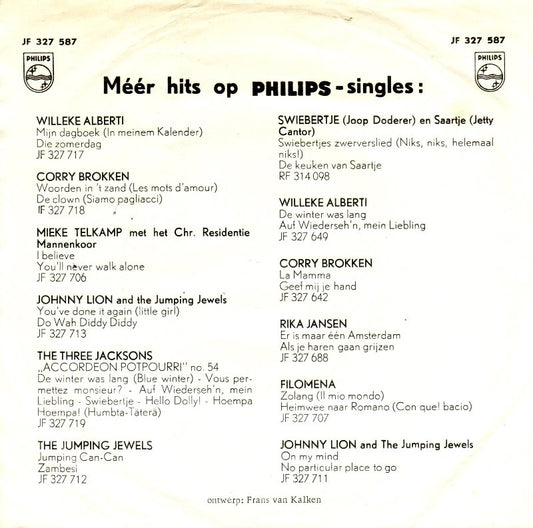 JF 327 587
JF 327 587
PHILIPS
PHILIPS
Méér hits op PHILIPS-singles:
WILLEKE ALBERTI
Mijn dagboek (In meinem Kalender)
Die zomerdag
JF 327 717
CORRY BROKKEN
Woorden in 't zand (Les mots d'amour)
De clown (Siamo pagliacci)
JF 327 718
MIEKE TELKAMP met het Chr. Residentie
Mannenkoor
I believe
You'll never walk alone
JF 327 706
JOHNNY LION and the Jumping Jewels
You've done it again (little girl)
Do Wah Diddy Diddy
JF 327 713
THE THREE JACKSONS
„ACCORDEON POTPOURRI" no. 54
De winter was lang (Blue winter) - Vous per-
mettez monsieur? - Auf Wiederseh'n, mein
Liebling - Swiebertje - Hello Dolly! - Hoempa
Hoempa! (Humbta-Täterä)
JF 327 719
THE JUMPING JEWELS
Jumping Can-Can
Zambesi
JF 327 712
SWIEBERTJE (Joop Doderer) en Saartje (Jetty
Cantor)
Swiebertjes zwerverslied (Niks, niks, helemaal
niks!)
De keuken van Saartje
RF 314 098
WILLEKE ALBERTI
De winter was lang
Auf Wiederseh'n, mein Liebling
JF 327 649
CORRY BROKKEN
La Mamma
Geef mij je hand
JF 327 642
RIKA JANSEN
Er is maar één Amsterdam
Als je haren gaan grijzen
JF 327 688
FILOMENA
Zolang (Il mio mondo)
Heimwee naar Romano (Con quel bacio)
JF 327 707
JOHNNY LION and The Jumping Jewels
On my mind
No particular place to go
JF 327 711
ontwerp: Frans van Kalken